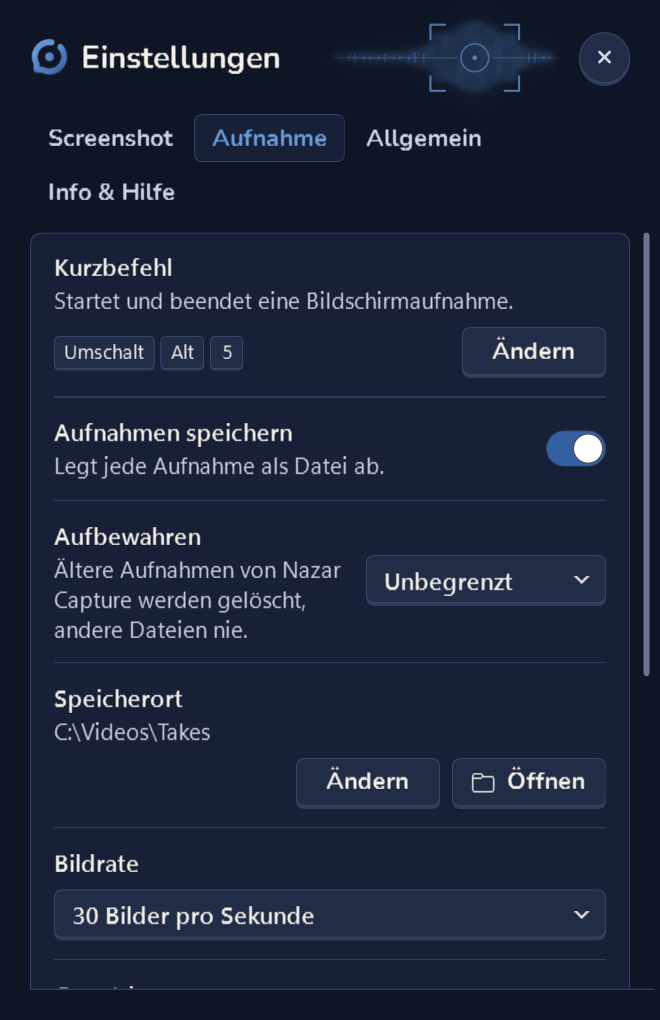 Einstellungen
Screenshot Aufnahme Allgemein
Info & Hilfe
Kurzbefehl
Startet und beendet eine Bildschirmaufnahme.
Umschalt Alt 5 Ändern
Aufnahmen speichern
Legt jede Aufnahme als Datei ab.
Aufbewahren
Ältere Aufnahmen von Nazar
Capture werden gelöscht,
andere Dateien nie.
Unbegrenzt
Speicherort
C:\Videos\Takes
Ändern Öffnen
Bildrate
30 Bilder pro Sekunde